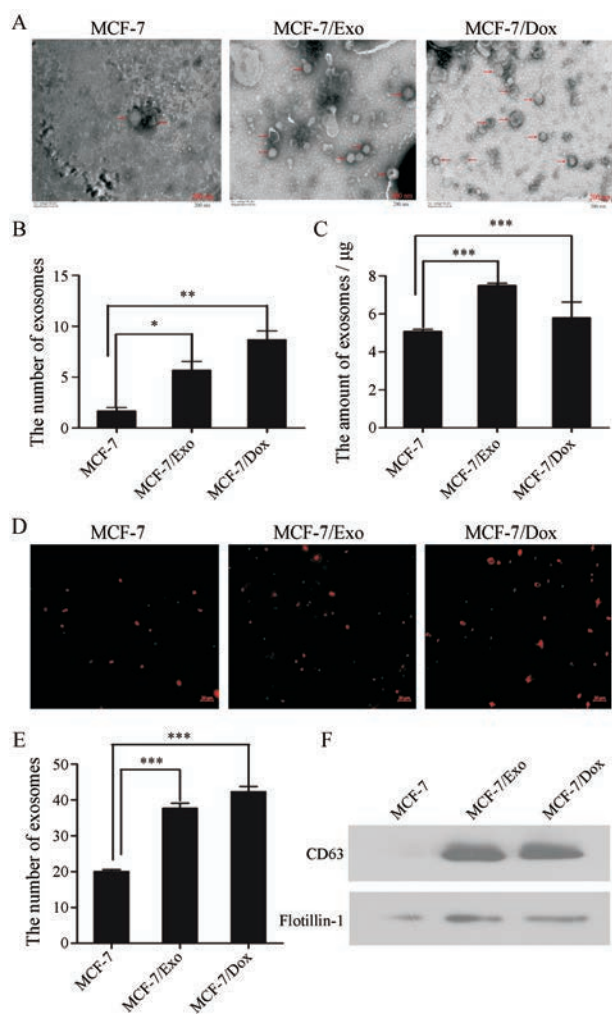 A
MCF-7 MCF-7/Exo MCF-7/Dox
200 nm
200 nm
200 nm
B
The number of exosomes
15
10
5
0
*
**
MCF-7
MCF-7/Exo
MCF-7/Dox
C
The amount of exosomes / μg
8
6
4
2
0
***
***
MCF-7
MCF-7/Exo
MCF-7/Dox
D
MCF-7 MCF-7/Exo MCF-7/Dox
E
The number of exosomes
50
40
30
20
10
0
***
***
MCF-7
MCF-7/Exo
MCF-7/Dox
F
MCF-7
MCF-7/Exo
MCF-7/Dox
CD63
Flotillin-1